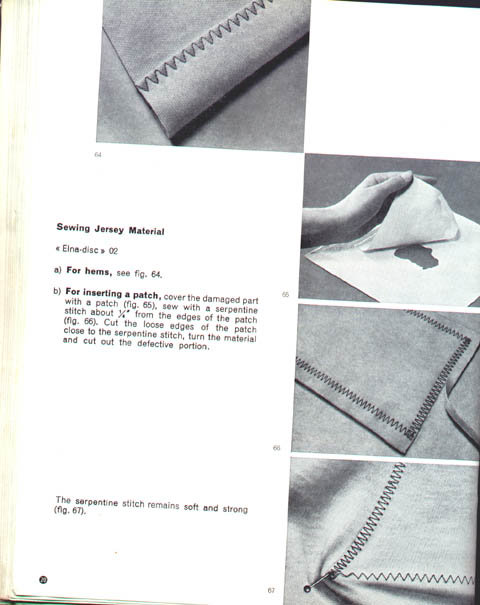 64
Sewing Jersey Material
« Elna-disc » 02
a) For hems, see fig. 64.
b) For inserting a patch, cover the damaged part
with a patch (fig. 65), sew with a serpentine
stitch about ¼" from the edges of the patch
(fig. 66). Cut the loose edges of the patch
close to the serpentine stitch, turn the material
and cut out the defective portion.
65
66
The serpentine stitch remains soft and strong
(fig. 67).
67